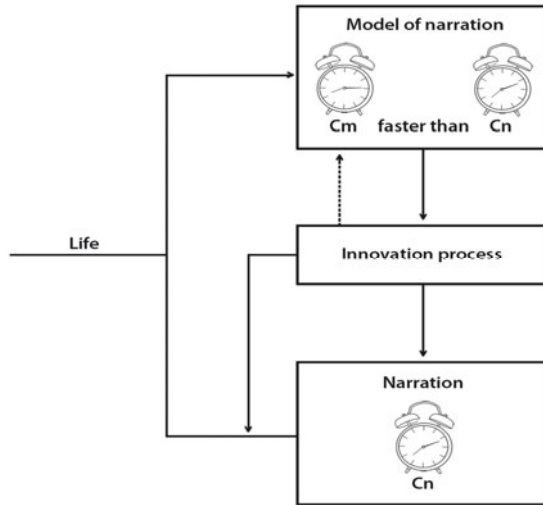 Model of narration
Cm faster than Cn
Life
Innovation process
Narration
Cn